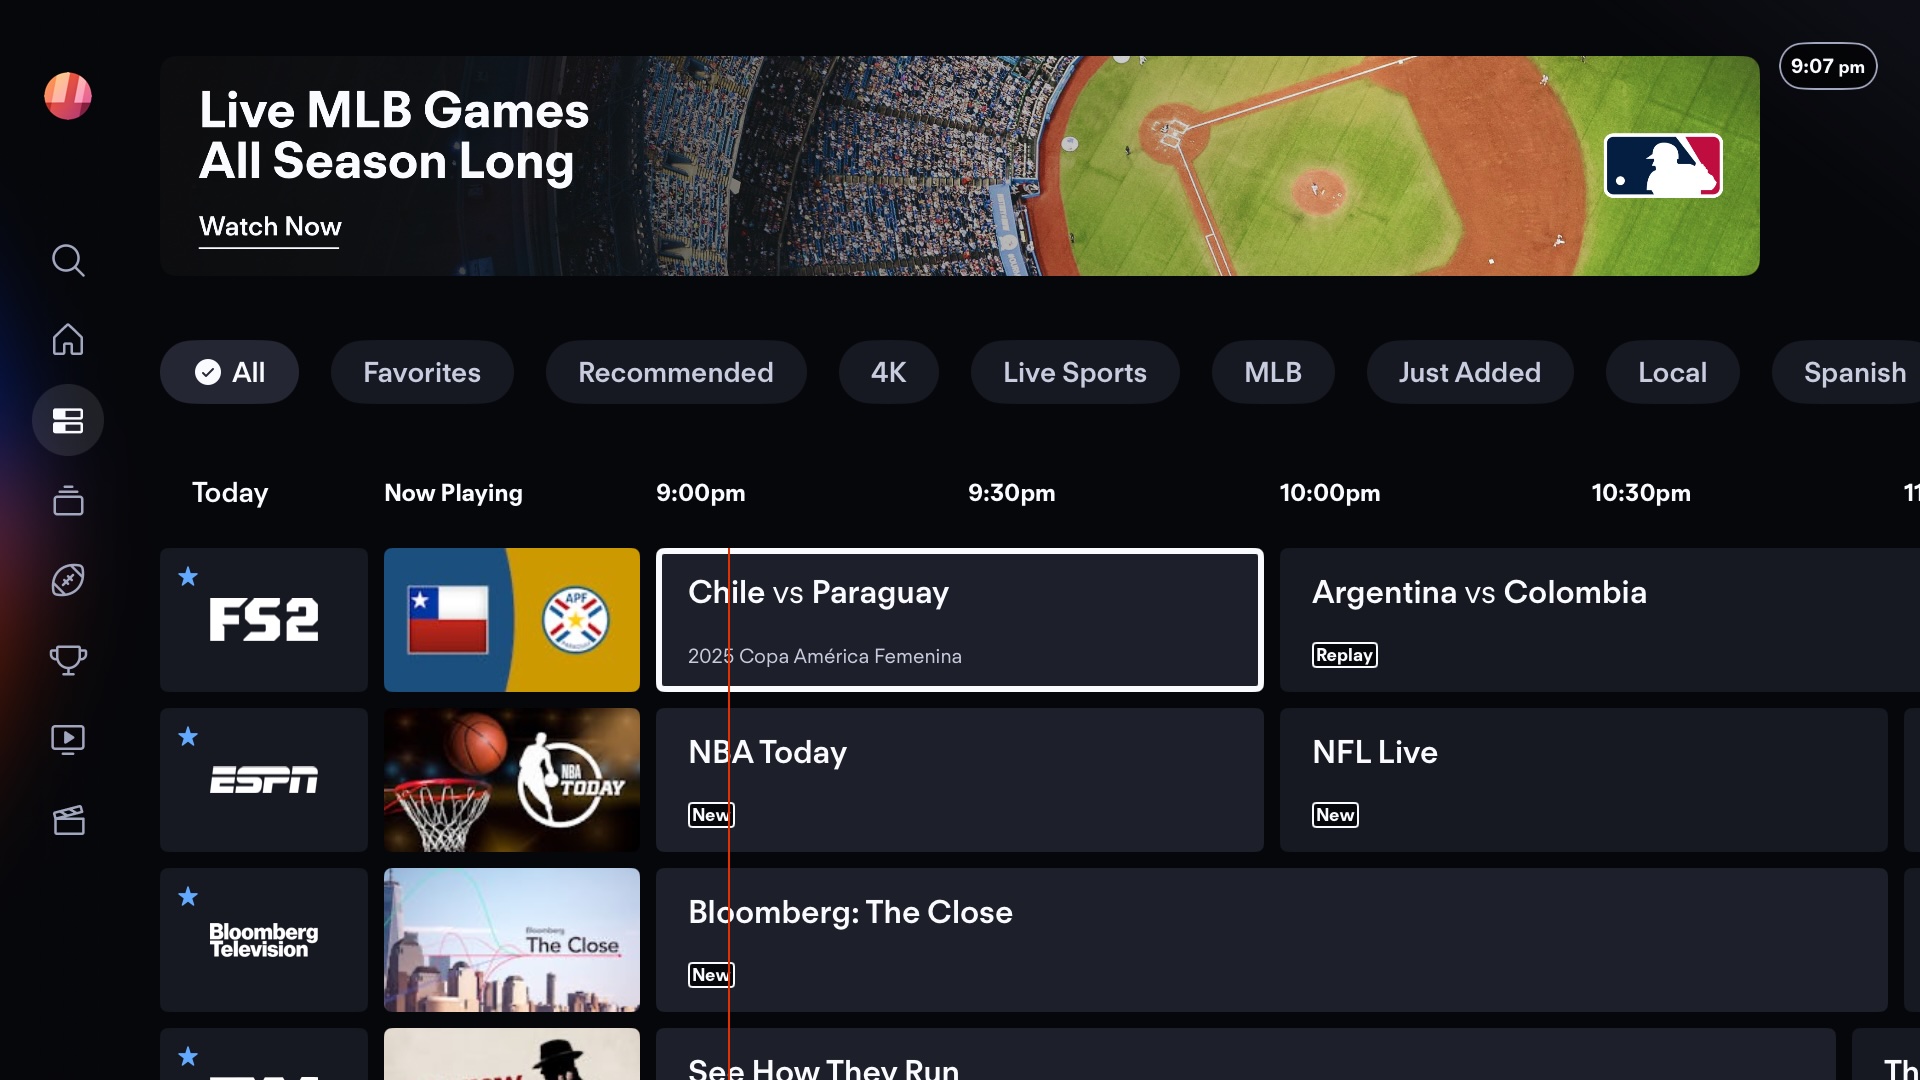 9:07 pm
Live MLB Games
All Season Long
Watch Now
All
Favorites
Recommended
4K
Live Sports
MLB
Just Added
Local
Spanish
Today
Now Playing
9:00pm
9:30pm
10:00pm
10:30pm
11
FS2
APF
Chile vs Paraguay
2025 Copa América Femenina
Argentina vs Colombia
Replay
ESPN
NBA
TODAY
NBA Today
New
NFL Live
New
Bloomberg
Television
Bloomberg
The Close
Bloomberg: The Close
New
See How They Run
Th